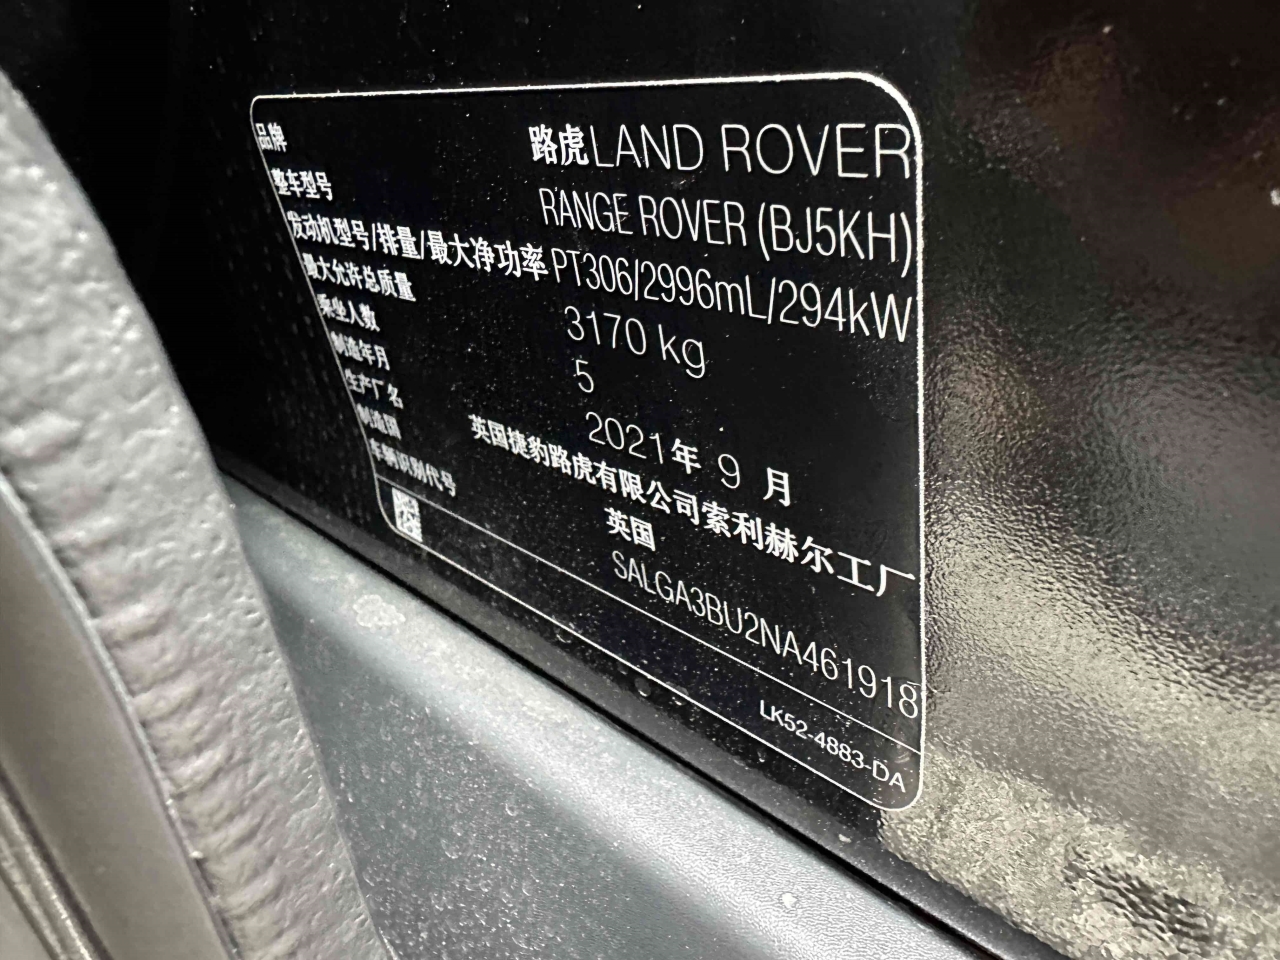 品牌 路虎LAND ROVER
整车型号 RANGE ROVER (BJ5KH)
发动机型号/排量/最大净功率 PT306/2996mL/294kW
最大允许总质量 3170 kg
乘坐人数 5
制造年月 2021年 9 月
生产厂名 英国捷豹路虎有限公司索利赫尔工厂
制造国 英国
车辆识别代号 SALGA3BU2NA461918
LK52-4883-DA